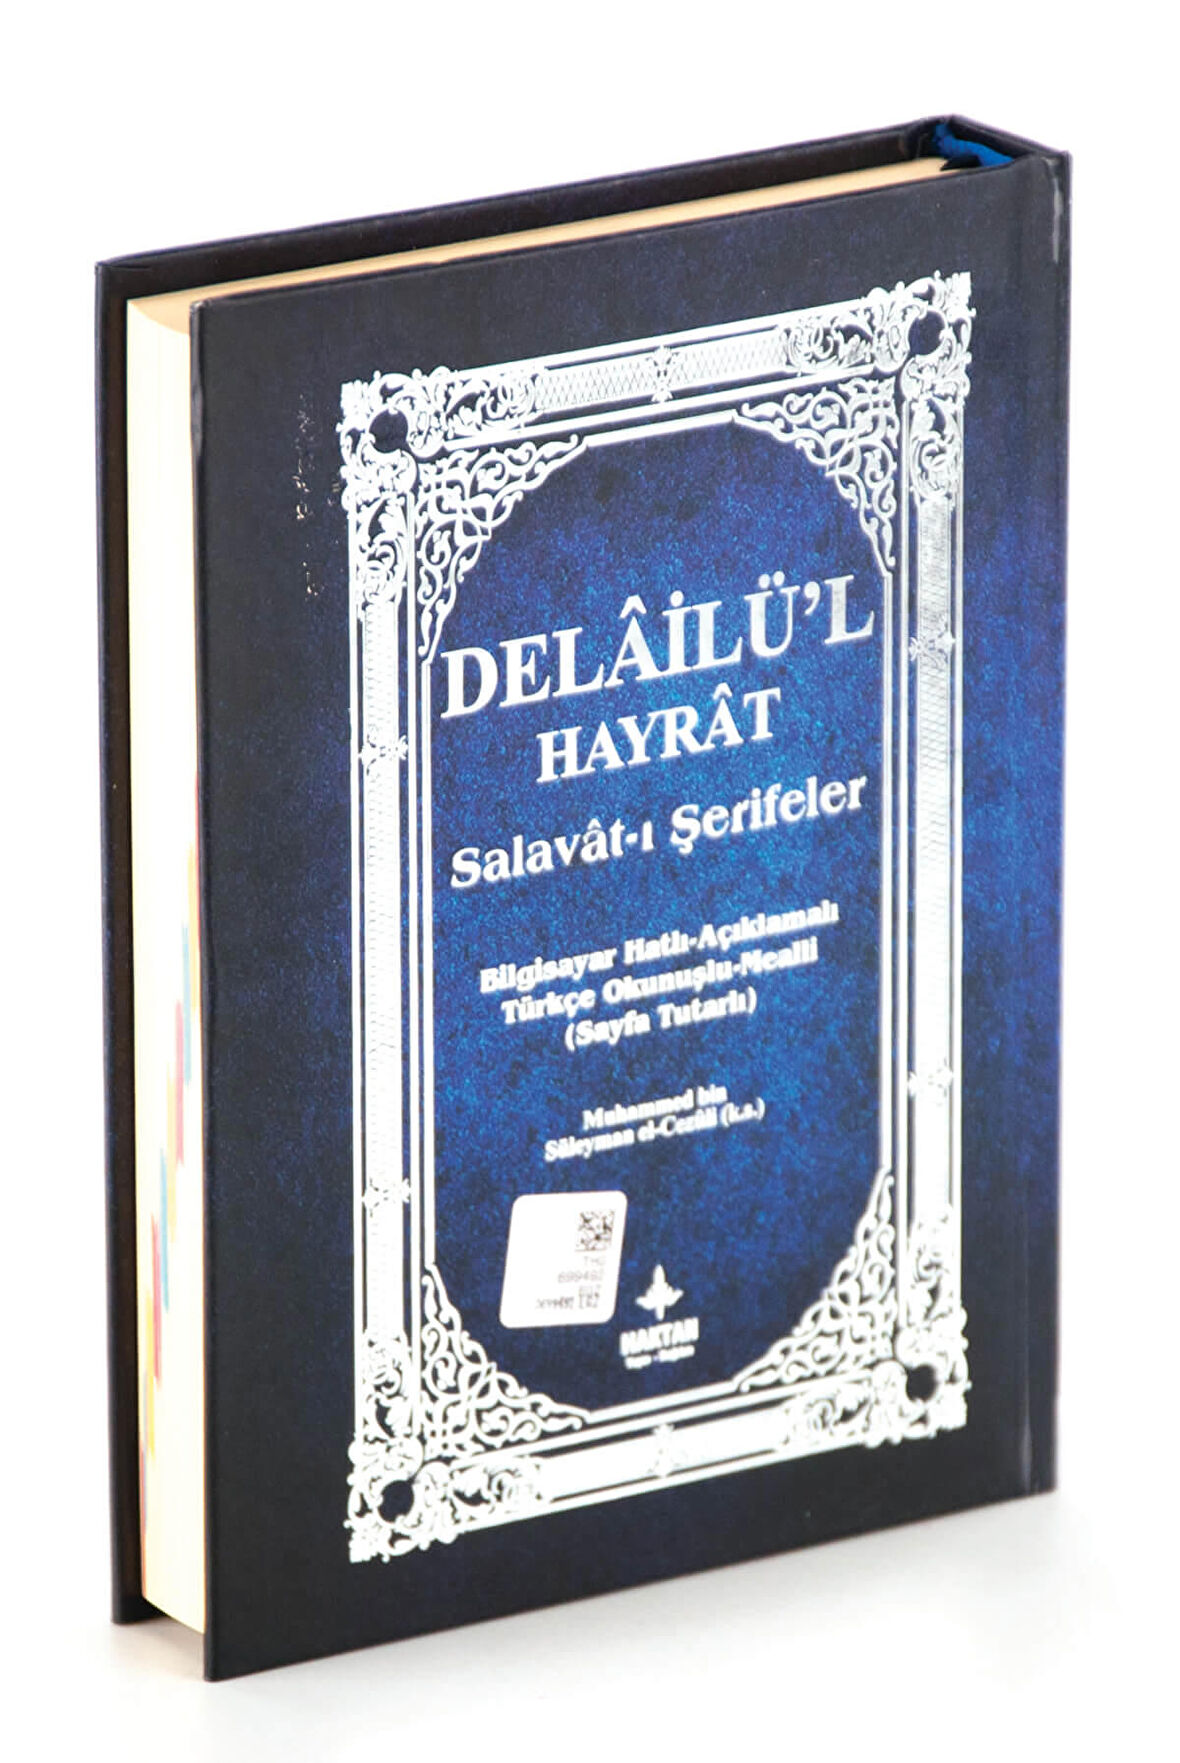 DELÂİLÜ'L
HAYRÂT
Salavât-ı Şerifeler
Bilgisayar Hatlı-Açıklamalı
Türkçe Okunuşlu-Mealli
(Sayfa Tutarlı)
Muhammed bin
Süleyman el-Cezûlî (k.s.)
HAKTAN